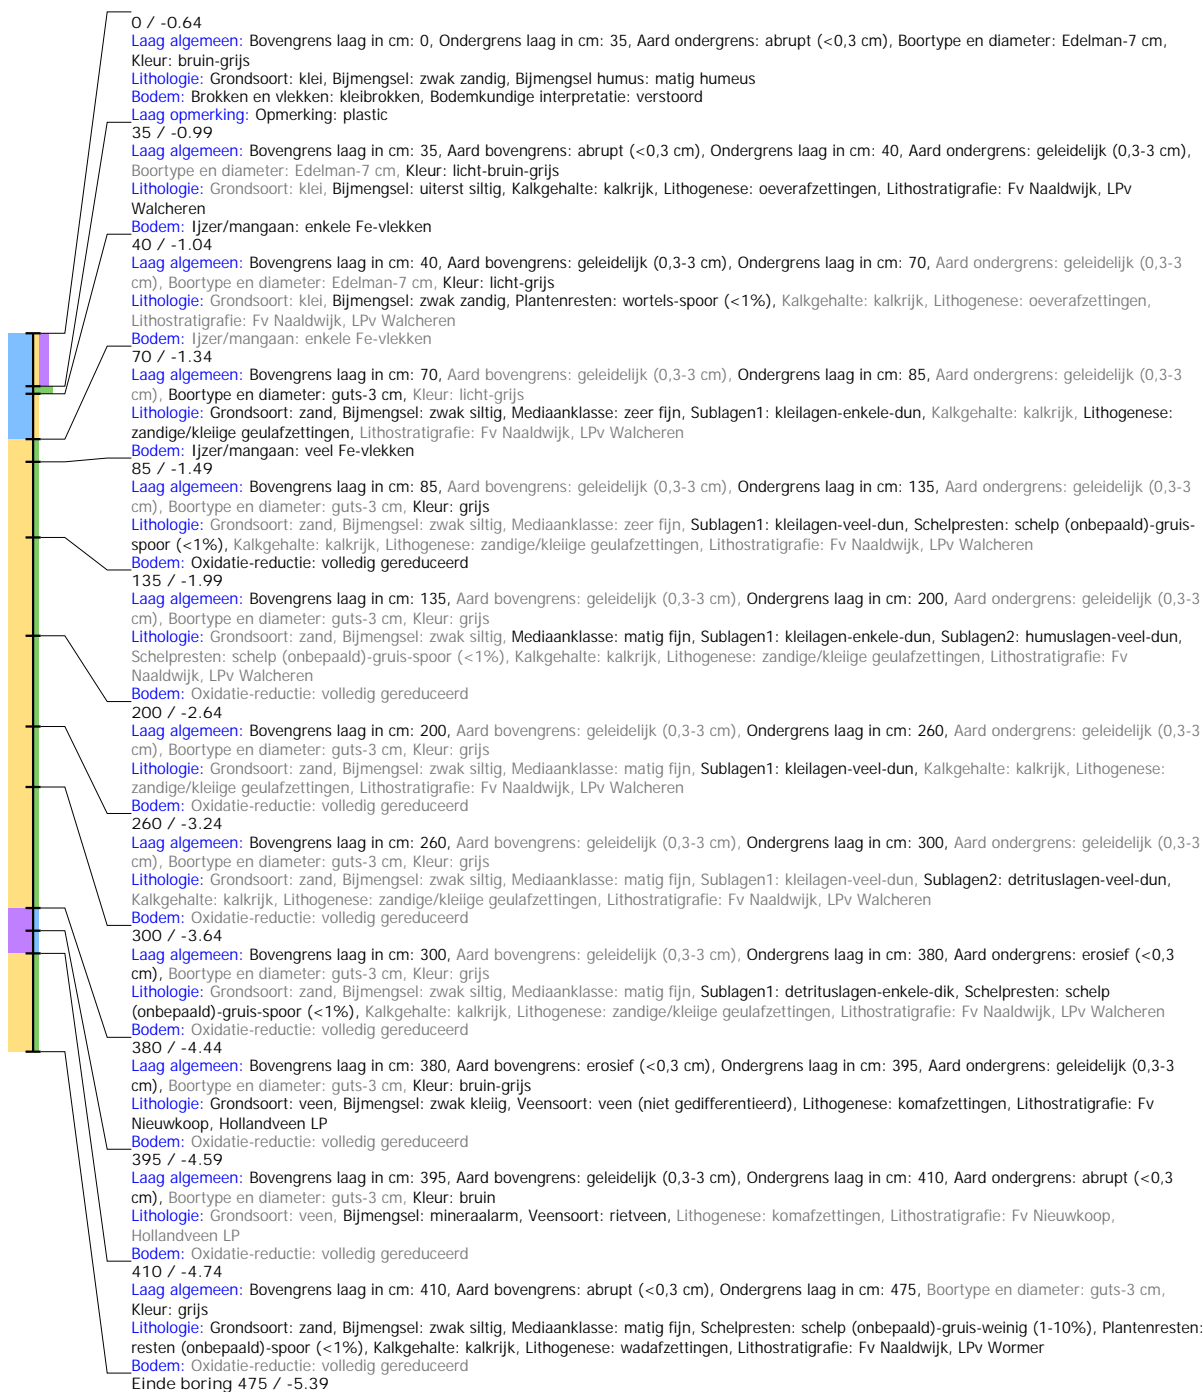 0 / -0.64
Laag algemeen: Bovengrens laag in cm: 0, Ondergrens laag in cm: 35, Aard ondergrens: abrupt (<0,3 cm), Boortype en diameter: Edelman-7 cm,
Kleur: bruin-grijs
Lithologie: Grondsoort: klei, Bijmengsel: zwak zandig, Bijmengsel humus: matig humeus
Bodem: Brokken en vlekken: kleibrokken, Bodemkundige interpretatie: verstoord
Laag opmerking: Opmerking: plastic
35 / -0.99
Laag algemeen: Bovengrens laag in cm: 35, Aard bovengrens: abrupt (<0,3 cm), Ondergrens laag in cm: 40, Aard ondergrens: geleidelijk (0,3-3 cm),
Boortype en diameter: Edelman-7 cm, Kleur: licht-bruin-grijs
Lithologie: Grondsoort: klei, Bijmengsel: uiterst siltig, Kalkgehalte: kalkrijk, Lithogenese: oeverafzettingen, Lithostratigrafie: Fv Naaldwijk, LPv
Walcheren
Bodem: Ijzer/mangaan: enkele Fe-vlekken
40 / -1.04
Laag algemeen: Bovengrens laag in cm: 40, Aard bovengrens: geleidelijk (0,3-3 cm), Ondergrens laag in cm: 70, Aard ondergrens: geleidelijk (0,3-3
cm), Boortype en diameter: Edelman-7 cm, Kleur: licht-grijs
Lithologie: Grondsoort: klei, Bijmengsel: zwak zandig, Plantenresten: wortels-spoor (<1%), Kalkgehalte: kalkrijk, Lithogenese: oeverafzettingen,
Lithostratigrafie: Fv Naaldwijk, LPv Walcheren
Bodem: Ijzer/mangaan: enkele Fe-vlekken
70 / -1.34
Laag algemeen: Bovengrens laag in cm: 70, Aard bovengrens: geleidelijk (0,3-3 cm), Ondergrens laag in cm: 85, Aard ondergrens: geleidelijk (0,3-3
cm), Boortype en diameter: guts-3 cm, Kleur: licht-grijs
Lithologie: Grondsoort: zand, Bijmengsel: zwak siltig, Mediaanklasse: zeer fijn, Sublagen1: kleilagen-enkele-dun, Kalkgehalte: kalkrijk, Lithogenese:
zandige/kleiige geulafzettingen, Lithostratigrafie: Fv Naaldwijk, LPv Walcheren
Bodem: Ijzer/mangaan: veel Fe-vlekken
85 / -1.49
Laag algemeen: Bovengrens laag in cm: 85, Aard bovengrens: geleidelijk (0,3-3 cm), Ondergrens laag in cm: 135, Aard ondergrens: geleidelijk (0,3-3
cm), Boortype en diameter: guts-3 cm, Kleur: grijs
Lithologie: Grondsoort: zand, Bijmengsel: zwak siltig, Mediaanklasse: zeer fijn, Sublagen1: kleilagen-veel-dun, Schelpresten: schelp (onbepaald)-gruis-
spoor (<1%), Kalkgehalte: kalkrijk, Lithogenese: zandige/kleiige geulafzettingen, Lithostratigrafie: Fv Naaldwijk, LPv Walcheren
Bodem: Oxidatie-reductie: volledig gereduceerd
135 / -1.99
Laag algemeen: Bovengrens laag in cm: 135, Aard bovengrens: geleidelijk (0,3-3 cm), Ondergrens laag in cm: 200, Aard ondergrens: geleidelijk (0,3-3
cm), Boortype en diameter: guts-3 cm, Kleur: grijs
Lithologie: Grondsoort: zand, Bijmengsel: zwak siltig, Mediaanklasse: matig fijn, Sublagen1: kleilagen-enkele-dun, Sublagen2: humuslagen-veel-dun,
Schelpresten: schelp (onbepaald)-gruis-spoor (<1%), Kalkgehalte: kalkrijk, Lithogenese: zandige/kleiige geulafzettingen, Lithostratigrafie: Fv
Naaldwijk, LPv Walcheren
Bodem: Oxidatie-reductie: volledig gereduceerd
200 / -2.64
Laag algemeen: Bovengrens laag in cm: 200, Aard bovengrens: geleidelijk (0,3-3 cm), Ondergrens laag in cm: 260, Aard ondergrens: geleidelijk (0,3-3
cm), Boortype en diameter: guts-3 cm, Kleur: grijs
Lithologie: Grondsoort: zand, Bijmengsel: zwak siltig, Mediaanklasse: matig fijn, Sublagen1: kleilagen-veel-dun, Kalkgehalte: kalkrijk, Lithogenese:
zandige/kleiige geulafzettingen, Lithostratigrafie: Fv Naaldwijk, LPv Walcheren
Bodem: Oxidatie-reductie: volledig gereduceerd
260 / -3.24
Laag algemeen: Bovengrens laag in cm: 260, Aard bovengrens: geleidelijk (0,3-3 cm), Ondergrens laag in cm: 300, Aard ondergrens: geleidelijk (0,3-3
cm), Boortype en diameter: guts-3 cm, Kleur: grijs
Lithologie: Grondsoort: zand, Bijmengsel: zwak siltig, Mediaanklasse: matig fijn, Sublagen1: kleilagen-veel-dun, Sublagen2: detrituslagen-veel-dun,
Kalkgehalte: kalkrijk, Lithogenese: zandige/kleiige geulafzettingen, Lithostratigrafie: Fv Naaldwijk, LPv Walcheren
Bodem: Oxidatie-reductie: volledig gereduceerd
300 / -3.64
Laag algemeen: Bovengrens laag in cm: 300, Aard bovengrens: geleidelijk (0,3-3 cm), Ondergrens laag in cm: 380, Aard ondergrens: erosief (<0,3
cm), Boortype en diameter: guts-3 cm, Kleur: grijs
Lithologie: Grondsoort: zand, Bijmengsel: zwak siltig, Mediaanklasse: matig fijn, Sublagen1: detrituslagen-enkele-dik, Schelpresten: schelp
(onbepaald)-gruis-spoor (<1%), Kalkgehalte: kalkrijk, Lithogenese: zandige/kleiige geulafzettingen, Lithostratigrafie: Fv Naaldwijk, LPv Walcheren
Bodem: Oxidatie-reductie: volledig gereduceerd
380 / -4.44
Laag algemeen: Bovengrens laag in cm: 380, Aard bovengrens: erosief (<0,3 cm), Ondergrens laag in cm: 395, Aard ondergrens: geleidelijk (0,3-3
cm), Boortype en diameter: guts-3 cm, Kleur: bruin-grijs
Lithologie: Grondsoort: veen, Bijmengsel: zwak kleiig, Veensoort: veen (niet gedifferentieerd), Lithogenese: komafzettingen, Lithostratigrafie: Fv
Nieuwkoop, Hollandveen LP
Bodem: Oxidatie-reductie: volledig gereduceerd
395 / -4.59
Laag algemeen: Bovengrens laag in cm: 395, Aard bovengrens: geleidelijk (0,3-3 cm), Ondergrens laag in cm: 410, Aard ondergrens: abrupt (<0,3
cm), Boortype en diameter: guts-3 cm, Kleur: bruin
Lithologie: Grondsoort: veen, Bijmengsel: mineraalarm, Veensoort: rietveen, Lithogenese: komafzettingen, Lithostratigrafie: Fv Nieuwkoop,
Hollandveen LP
Bodem: Oxidatie-reductie: volledig gereduceerd
410 / -4.74
Laag algemeen: Bovengrens laag in cm: 410, Aard bovengrens: abrupt (<0,3 cm), Ondergrens laag in cm: 475, Boortype en diameter: guts-3 cm,
Kleur: grijs
Lithologie: Grondsoort: zand, Bijmengsel: zwak siltig, Mediaanklasse: matig fijn, Schelpresten: schelp (onbepaald)-gruis-weinig (1-10%), Plantenresten:
resten (onbepaald)-spoor (<1%), Kalkgehalte: kalkrijk, Lithogenese: wadafzettingen, Lithostratigrafie: Fv Naaldwijk, LPv Wormer
Bodem: Oxidatie-reductie: volledig gereduceerd
Einde boring 475 / -5.39